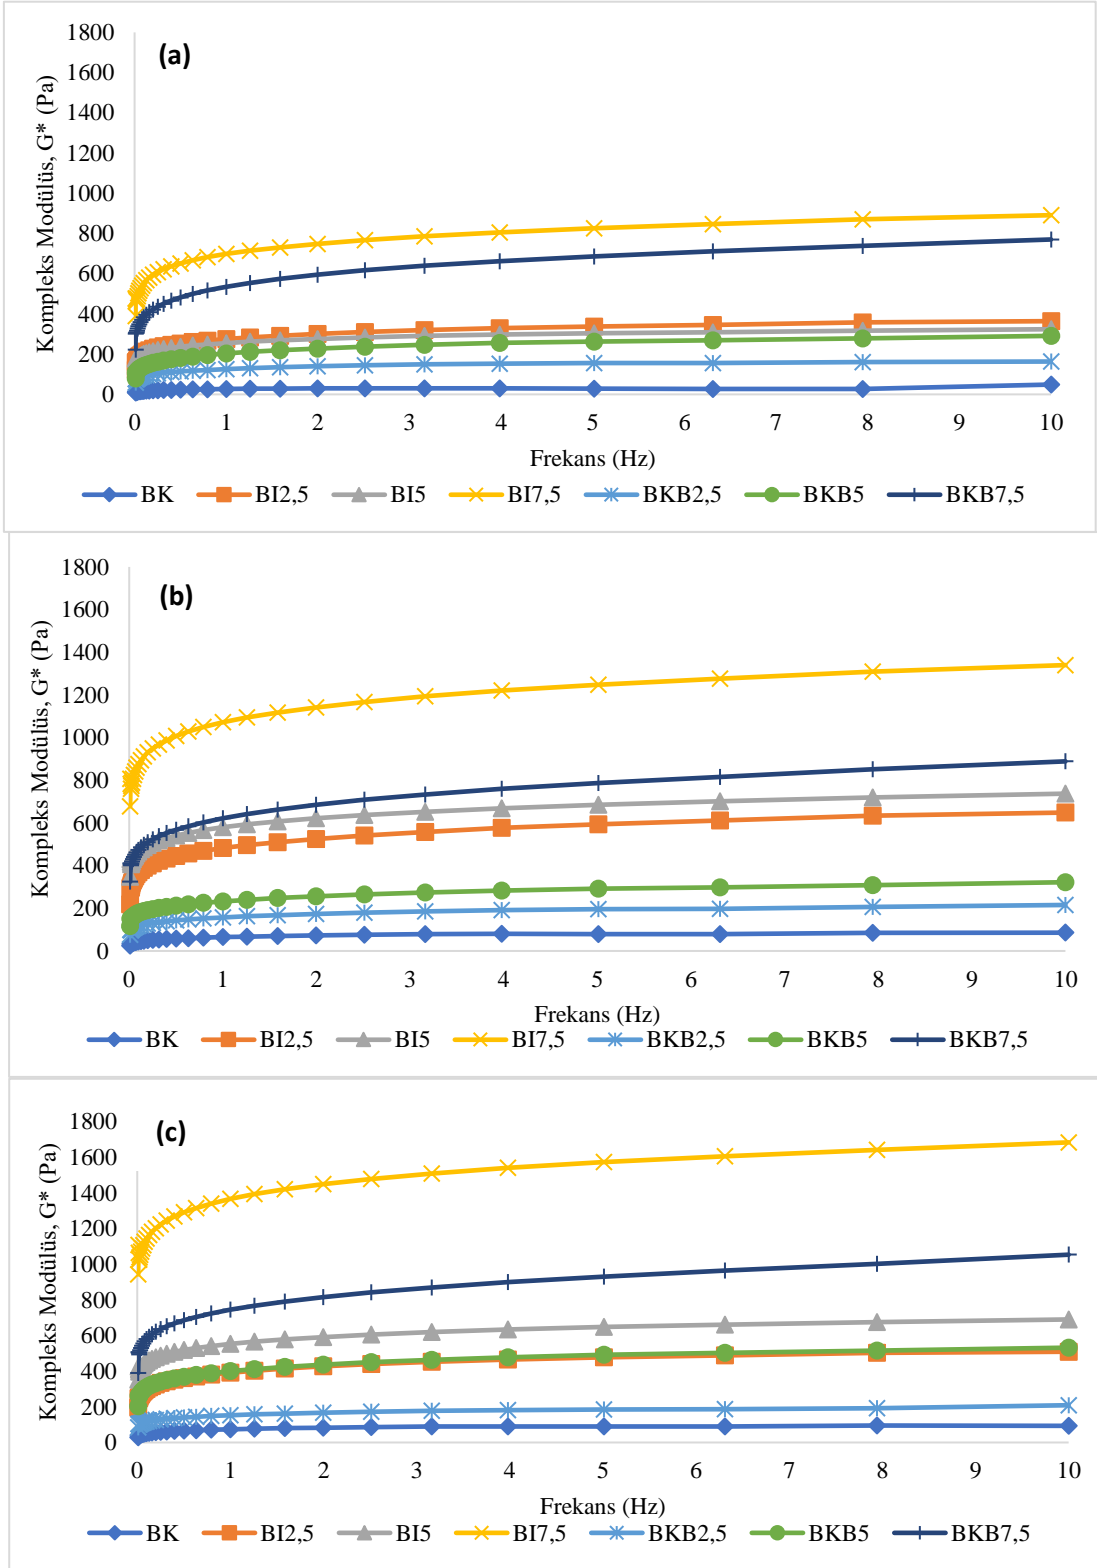 (a)
Kompleks Modülüs, G* (Pa)
1800
1600
1400
1200
1000
800
600
400
200
0
0 1 2 3 4 5 6 7 8 9 10
Frekans (Hz)
BK BI2,5 BI5 BI7,5 BKB2,5 BKB5 BKB7,5
(b)
Kompleks Modülüs, G* (Pa)
1800
1600
1400
1200
1000
800
600
400
200
0
0 1 2 3 4 5 6 7 8 9 10
Frekans (Hz)
BK BI2,5 BI5 BI7,5 BKB2,5 BKB5 BKB7,5
(c)
Kompleks Modülüs, G* (Pa)
1800
1600
1400
1200
1000
800
600
400
200
0
0 1 2 3 4 5 6 7 8 9 10
Frekans (Hz)
BK BI2,5 BI5 BI7,5 BKB2,5 BKB5 BKB7,5